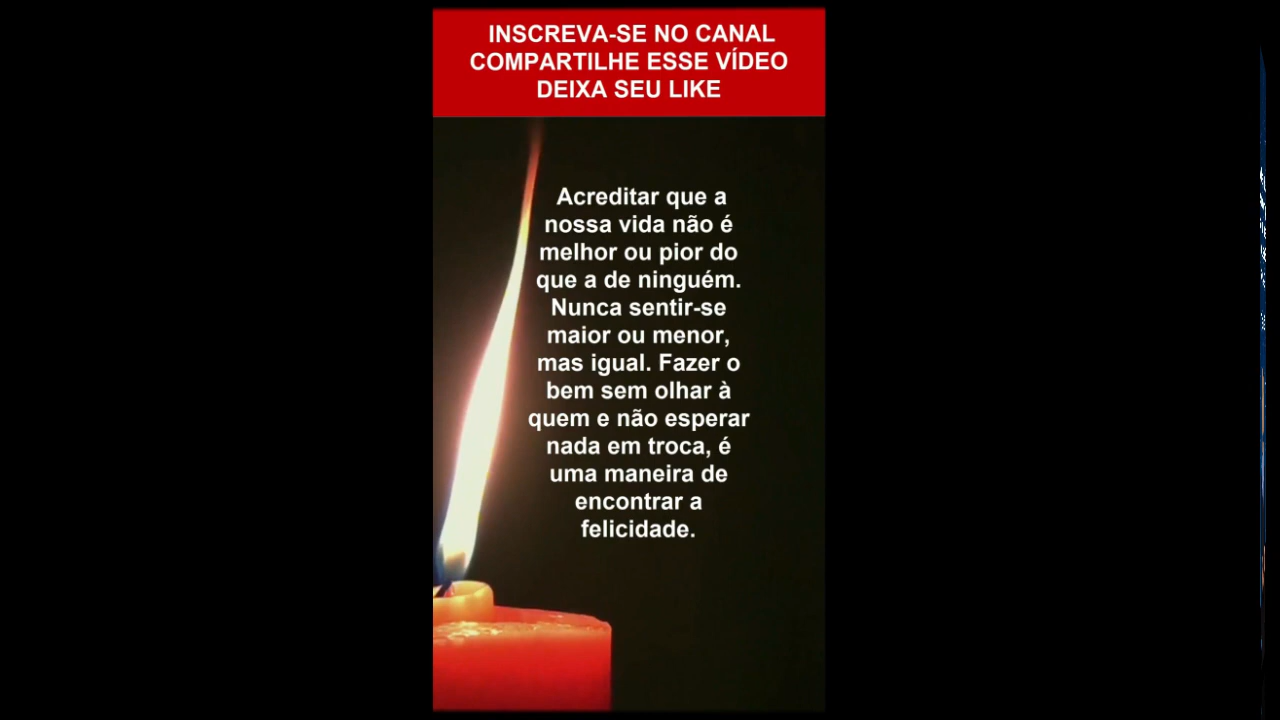 INSCREVA-SE NO CANAL
COMPARTILHE ESSE VÍDEO
DEIXA SEU LIKE
Acreditar que a
nossa vida não é
melhor ou pior do
que a de ninguém.
Nunca sentir-se
maior ou menor,
mas igual. Fazer o
bem sem olhar à
quem e não esperar
nada em troca, é
uma maneira de
encontrar a
felicidade.